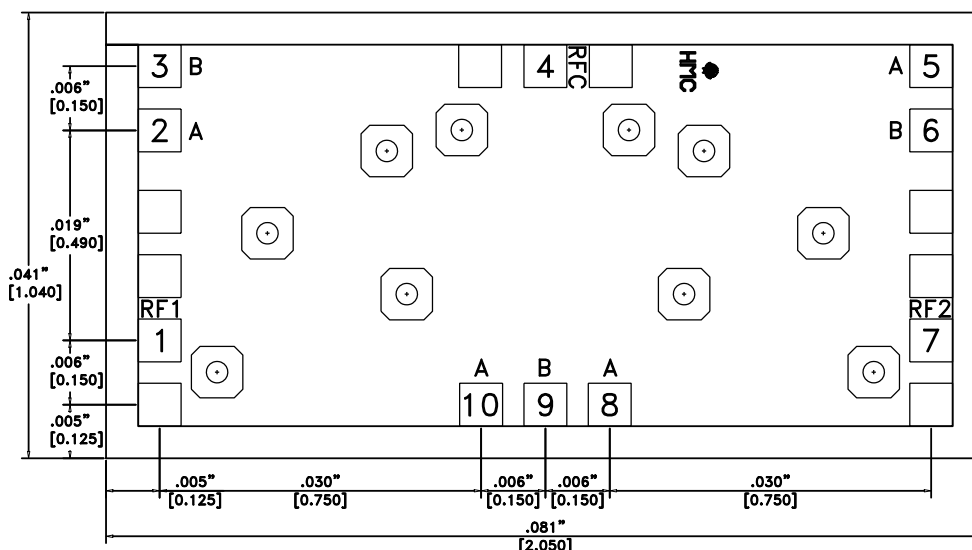 3 B
4
RFC
HMC
A 5
.006"
[0.150]
2 A
B 6
.019"
[0.490]
.041"
[1.040]
RF1
RF2
1
7
.006"
[0.150]
A B A
10 9 8
.005"
[0.125]
.005"
[0.125]
.030"
[0.750]
.006"
[0.150]
.006"
[0.150]
.030"
[0.750]
.081"
[2.050]